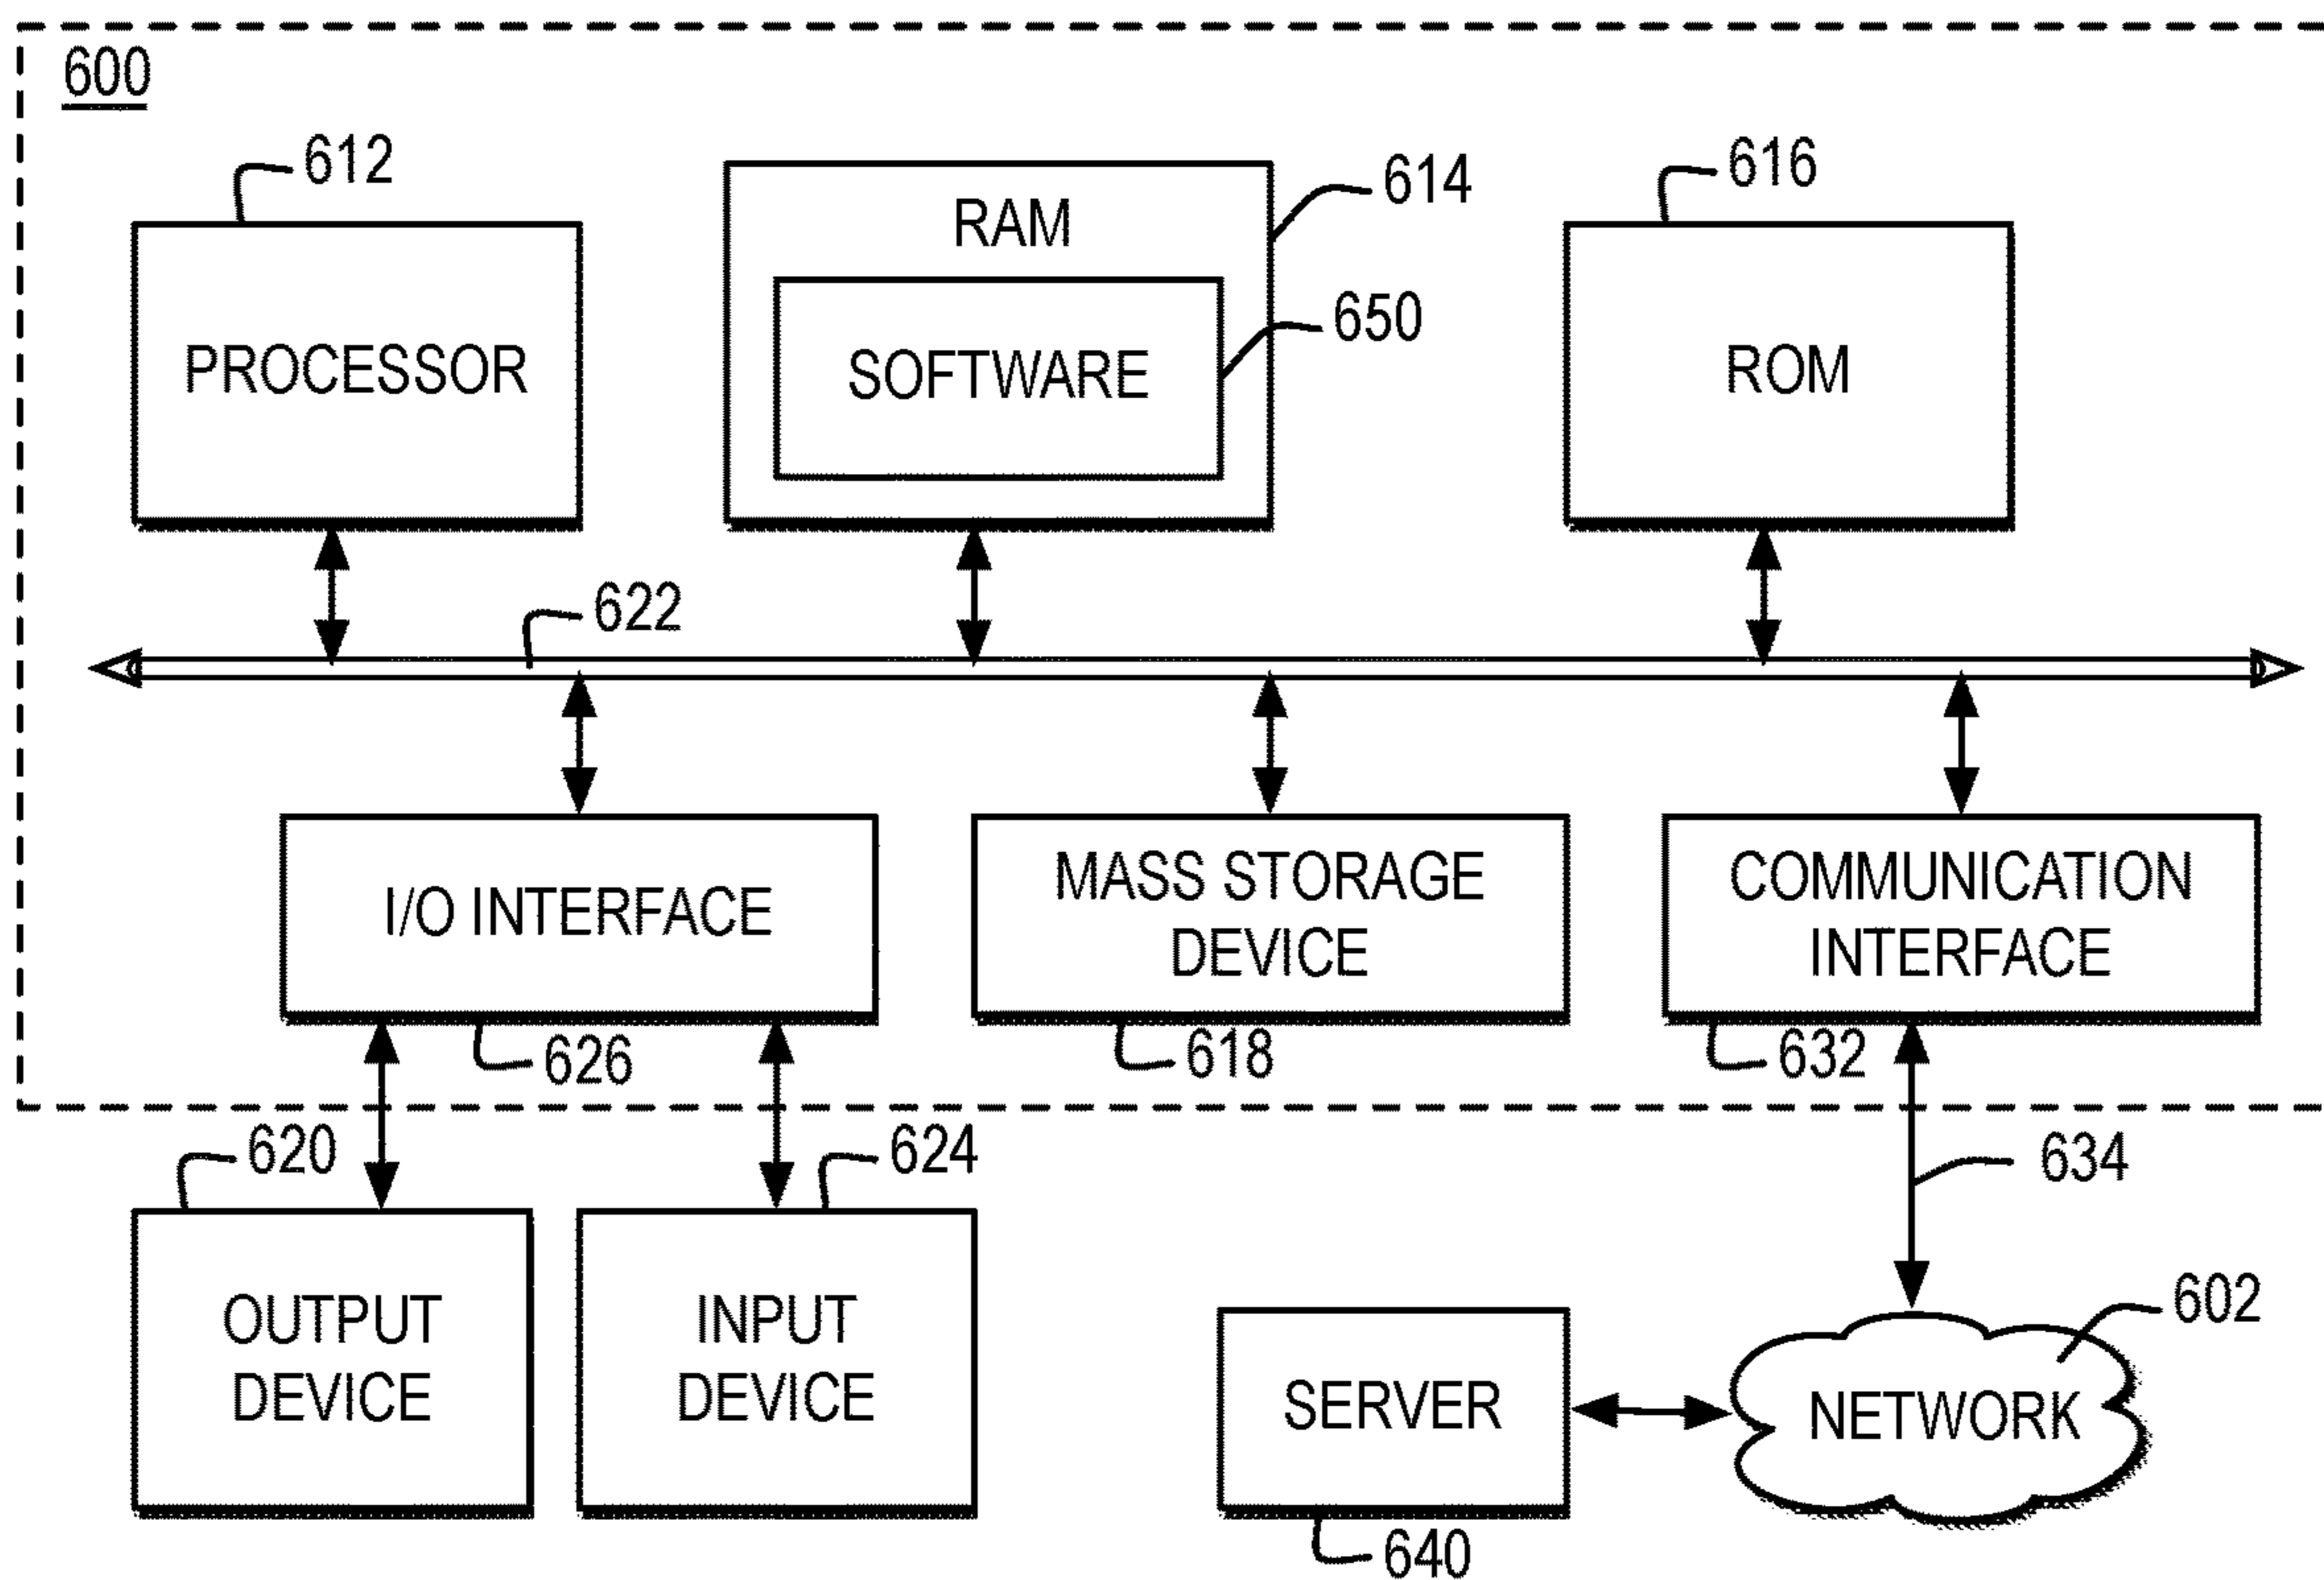 600
612
614
616
RAM
650
PROCESSOR
SOFTWARE
ROM
622
I/O INTERFACE
MASS STORAGE
DEVICE
COMMUNICATION
INTERFACE
626
618
632
620
624
634
OUTPUT
DEVICE
INPUT
DEVICE
602
SERVER
NETWORK
640